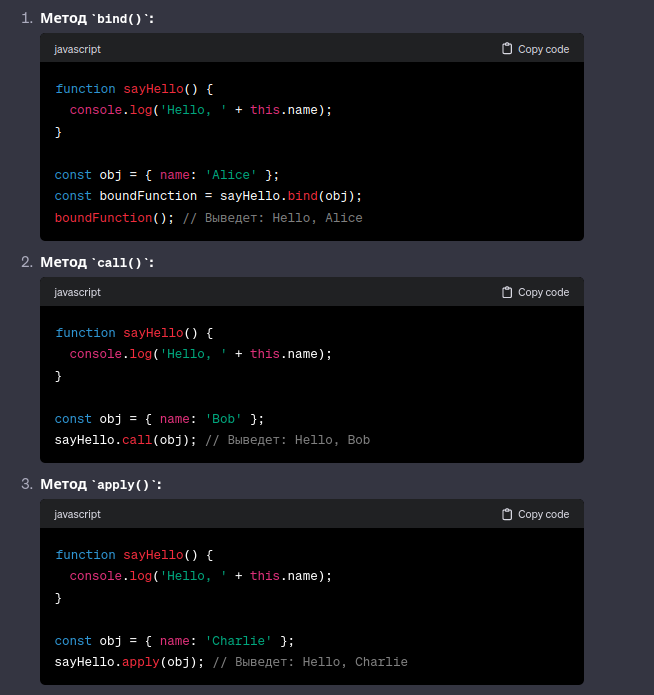 1. Метод `bind()`:
javascript Copy code
function sayHello() {
  console.log('Hello, ' + this.name);
}
const obj = { name: 'Alice' };
const boundFunction = sayHello.bind(obj);
boundFunction(); // Выведет: Hello, Alice
2. Метод `call()`:
javascript Copy code
function sayHello() {
  console.log('Hello, ' + this.name);
}
const obj = { name: 'Bob' };
sayHello.call(obj); // Выведет: Hello, Bob
3. Метод `apply()`:
javascript Copy code
function sayHello() {
  console.log('Hello, ' + this.name);
}
const obj = { name: 'Charlie' };
sayHello.apply(obj); // Выведет: Hello, Charlie